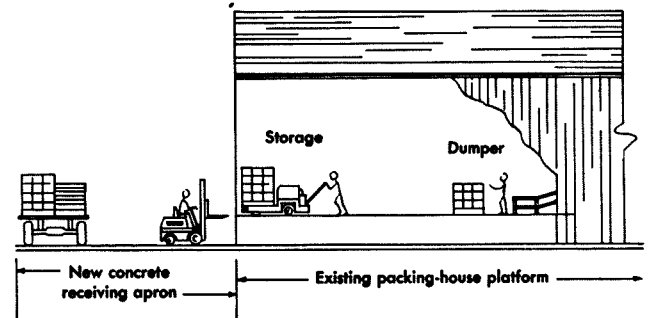 Storage
Dumper
New concrete
receiving apron
Existing packing-house platform